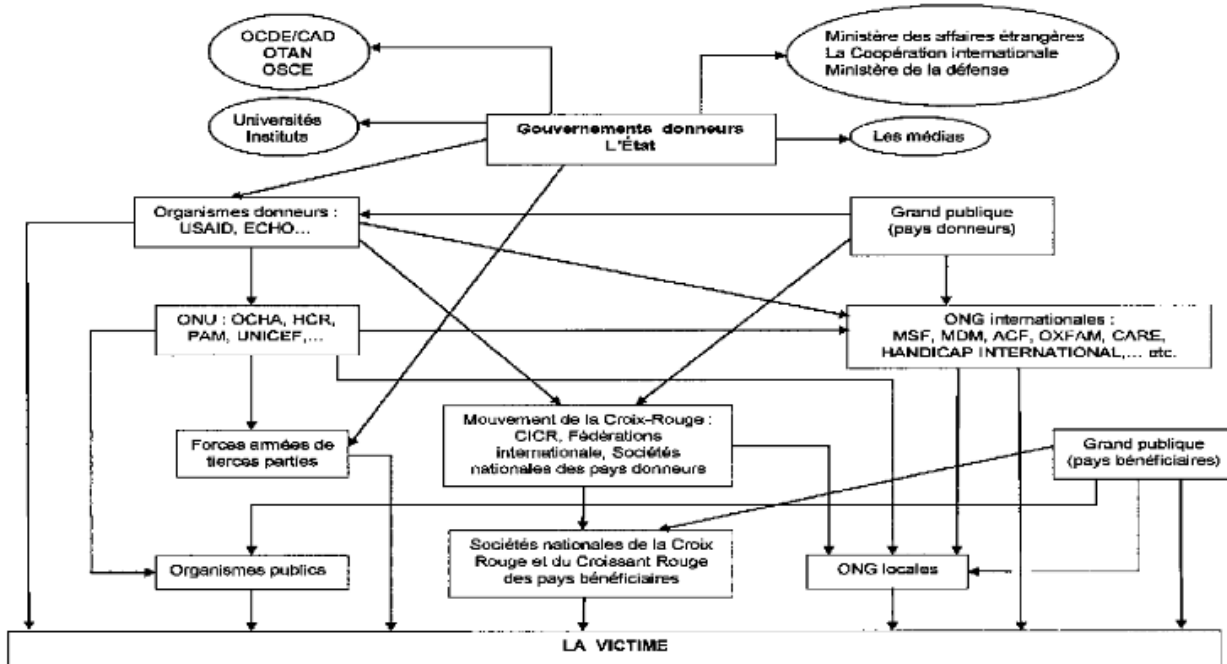 OCDE/CAD
OTAN
OSCE
Ministère des affaires étrangères
La Coopération internationale
Ministère de la défense
Universités
Instituts
Gouvernements donneurs
L'État
Les médias
Organismes donneurs :
USAID, ECHO...
Grand publique
(pays donneurs)
ONU : OCHA, HCR,
PAM, UNICEF,...
ONG internationales :
MSF, MDM, ACF, OXFAM, CARE,
HANDICAP INTERNATIONAL,... etc.
Mouvement de la Croix-Rouge :
CICR, Fédérations
internationale, Sociétés
nationales des pays donneurs
Forces armées de
tierces parties
Grand publique
(pays bénéficiaires)
Organismes publics
Sociétés nationales de la Croix
Rouge et du Croissant Rouge
des pays bénéficiaires
ONG locales
LA VICTIME